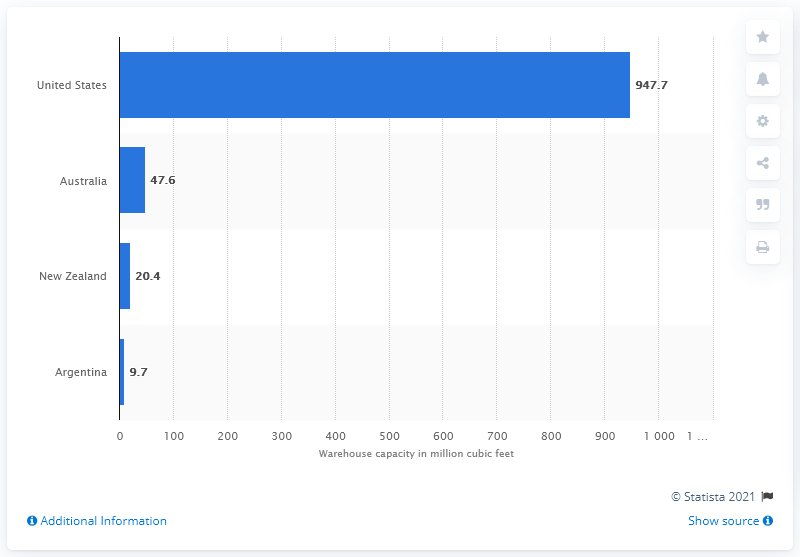 United States
947.7
Australia
47.6
New Zealand
20.4
Argentina
9.7
0 100 200 300 400 500 600 700 800 900 1 000 1 ...
Warehouse capacity in million cubic feet
© Statista 2021
Additional Information
Show source